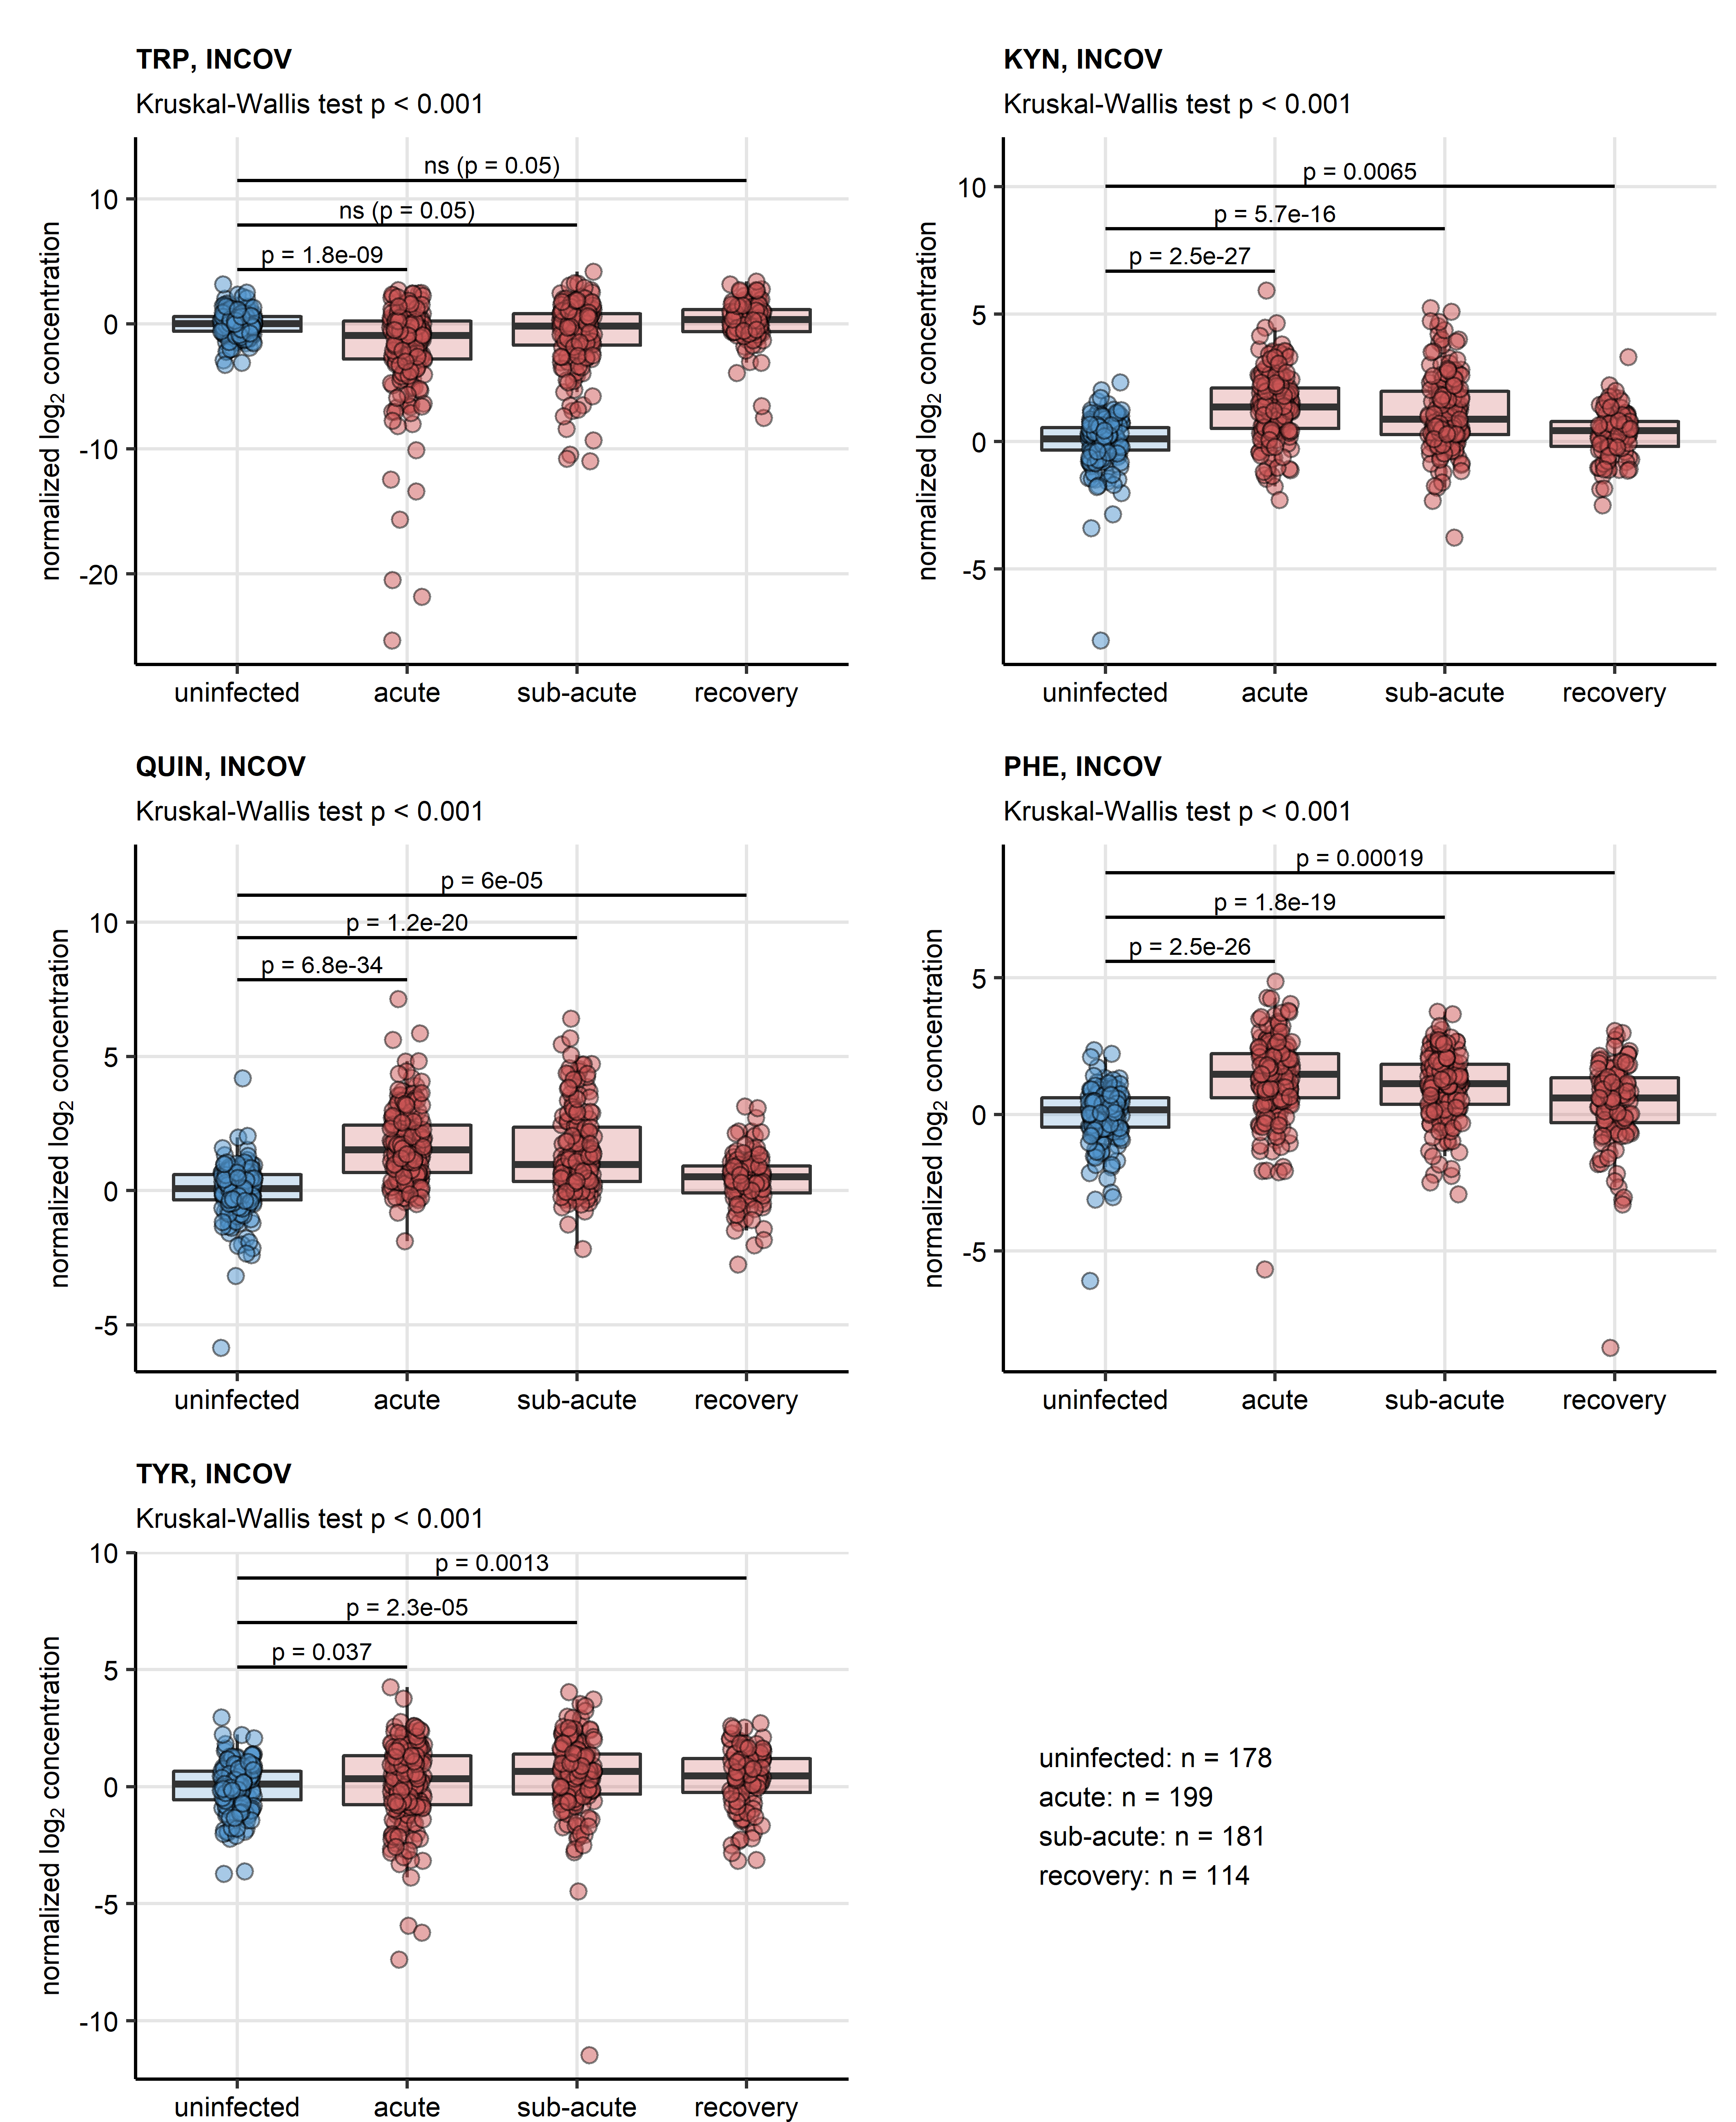 TRP, INCOV
Kruskal-Wallis test p < 0.001
normalized log₂ concentration
10
0
-10
-20
ns (p = 0.05)
ns (p = 0.05)
p = 1.8e-09
uninfected acute sub-acute recovery
KYN, INCOV
Kruskal-Wallis test p < 0.001
normalized log₂ concentration
10
5
0
-5
p = 0.0065
p = 5.7e-16
p = 2.5e-27
uninfected acute sub-acute recovery
QUIN, INCOV
Kruskal-Wallis test p < 0.001
normalized log₂ concentration
10
5
0
-5
p = 6e-05
p = 1.2e-20
p = 6.8e-34
uninfected acute sub-acute recovery
PHE, INCOV
Kruskal-Wallis test p < 0.001
normalized log₂ concentration
5
0
-5
p = 0.00019
p = 1.8e-19
p = 2.5e-26
uninfected acute sub-acute recovery
TYR, INCOV
Kruskal-Wallis test p < 0.001
normalized log₂ concentration
10
5
0
-5
-10
p = 0.0013
p = 2.3e-05
p = 0.037
uninfected acute sub-acute recovery
uninfected: n = 178
acute: n = 199
sub-acute: n = 181
recovery: n = 114